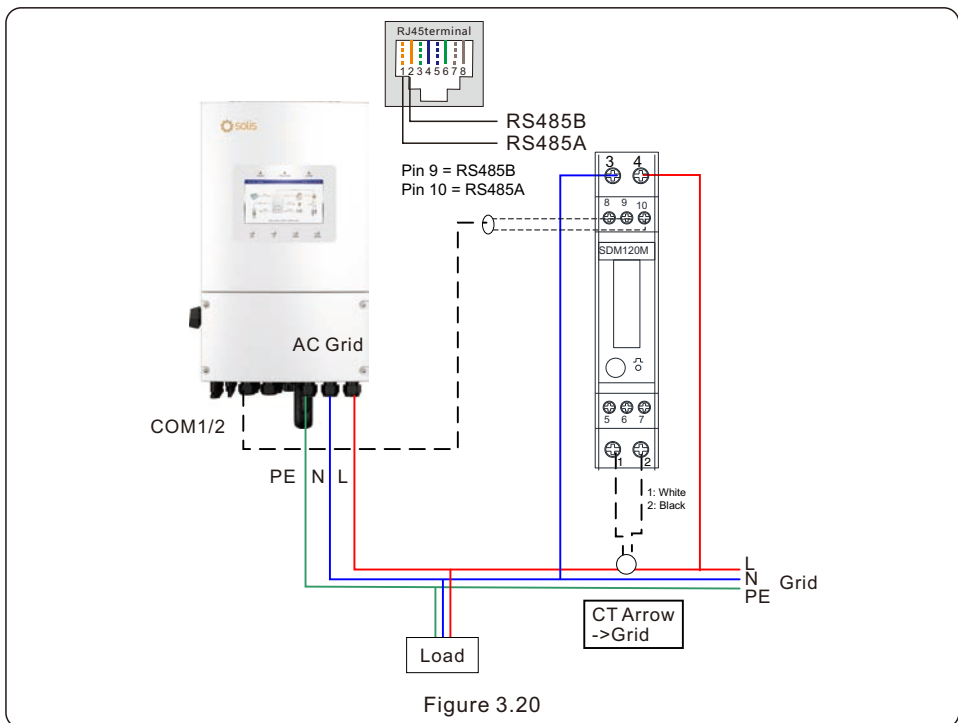 RJ45terminal
1 2 3 4 5 6 7 8
RS485B
RS485A
solis
Pin 9 = RS485B
Pin 10 = RS485A
3 4
8 9 10
SDM120M
AC Grid
5 6 7
COM1/2
1 2
PE N L
1: White
2: Black
L
N
Grid
PE
CT Arrow
->Grid
Load
Figure 3.20